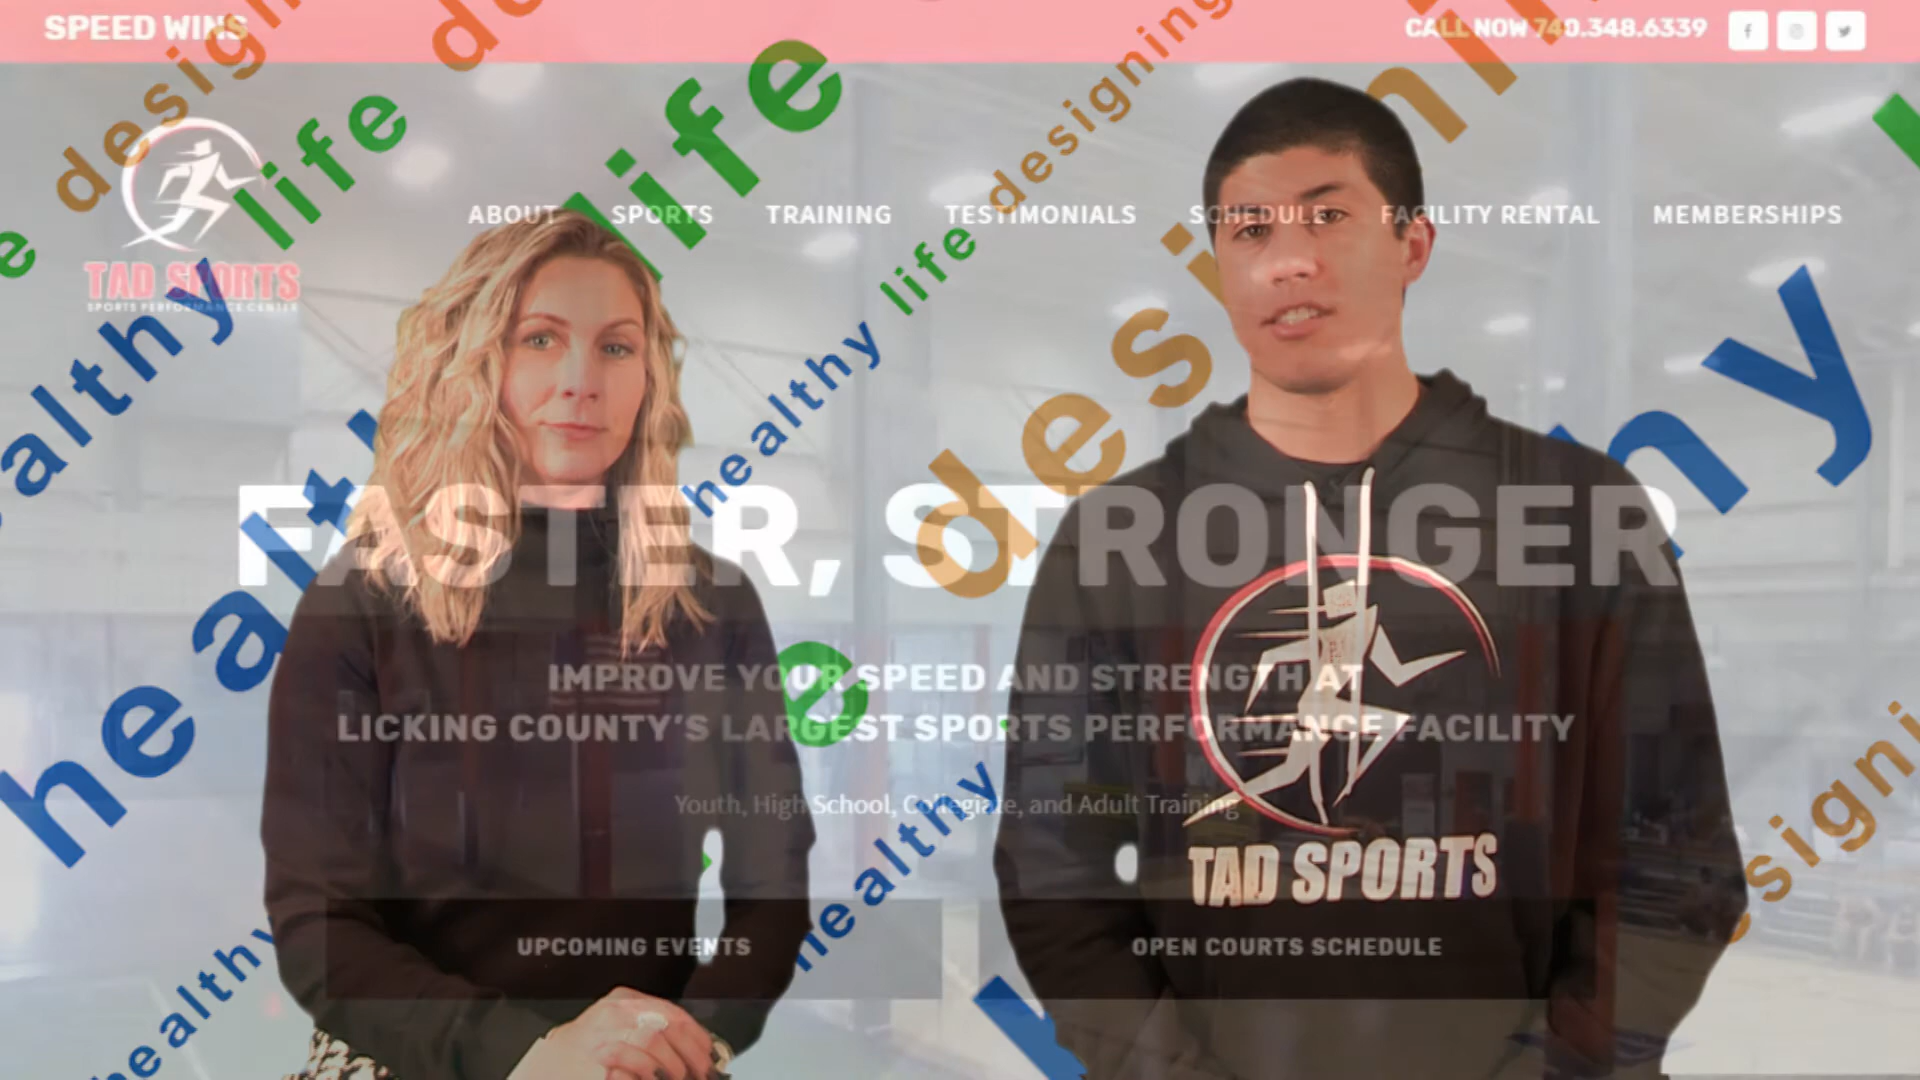 SPEED WINS
CALL NOW 740.348.6339
designing
life
life
designing
TAD SPORTS
SPORTS PERFORMANCE CENTER
ABOUT SPORTS TRAINING TESTIMONIALS SCHEDULE FACILITY RENTAL MEMBERSHIPS
healthy life
FASTER, STRONGER
IMPROVE YOUR SPEED AND STRENGTH AT
LICKING COUNTY'S LARGEST SPORTS PERFORMANCE FACILITY
Youth, High School, Collegiate, and Adult Training
TAD SPORTS
healthy
healthy
UPCOMING EVENTS
OPEN COURTS SCHEDULE